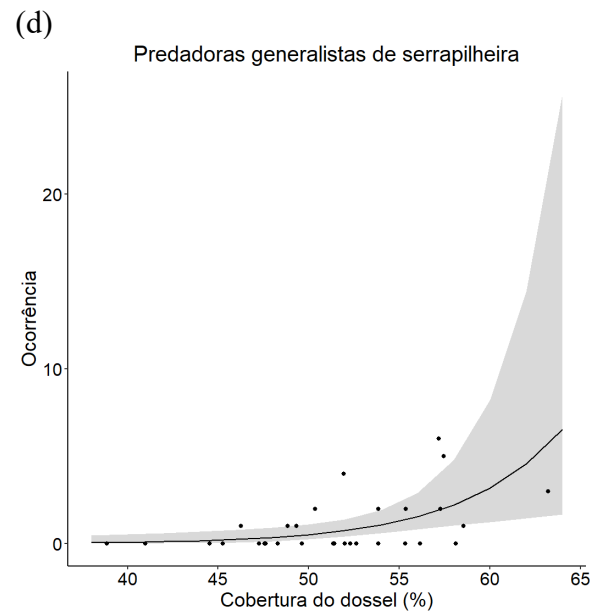 (d)
Predadoras generalistas de serrapilheira
Ocorrência
20
10
0
40 45 50 55 60 65
Cobertura do dossel (%)